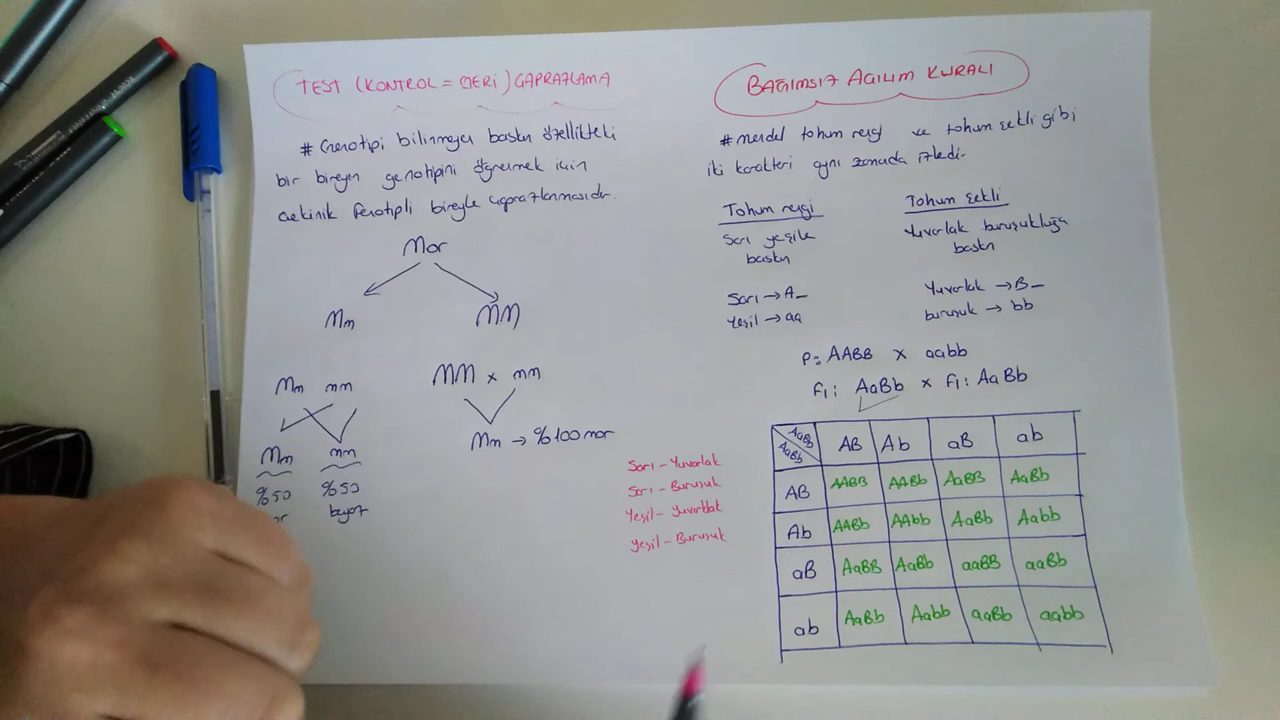 TEST (KONTROL = GERİ) ÇAPRAZLAMA
# Genotipi bilinmeyen baskın özellikteki
bir bireyin genotipini öğrenmek için
çekinik fenotipli bireyle çaprazlanmasıdır.
Mor
Mm MM
Mm mm
MM x mm
Mm mm
Mm → %100 mor
%50 %50
beyaz
BAĞIMSIZ AÇILIM KURALI
# mendel tohum rengi ve tohum şekli gibi
iki karakteri aynı zamanda izledi.
Tohum rengi
Sarı yeşile
baskın
Tohum şekli
Yuvarlak buruşukluğa
baskın
Sarı → A_
Yeşil → aa
Yuvarlak → B_
buruşuk → bb
P: AABB x aabb
F1: AaBb x F1: AaBb
Sarı - Yuvarlak
Sarı - Buruşuk
Yeşil - Yuvarlak
Yeşil - Buruşuk
AaBb
AaBb
AB Ab aB ab
AB AABB AABb AaBB AaBb
Ab AABb AAbb AaBb Aabb
aB AaBB AaBb aaBB aaBb
ab AaBb Aabb aaBb aabb